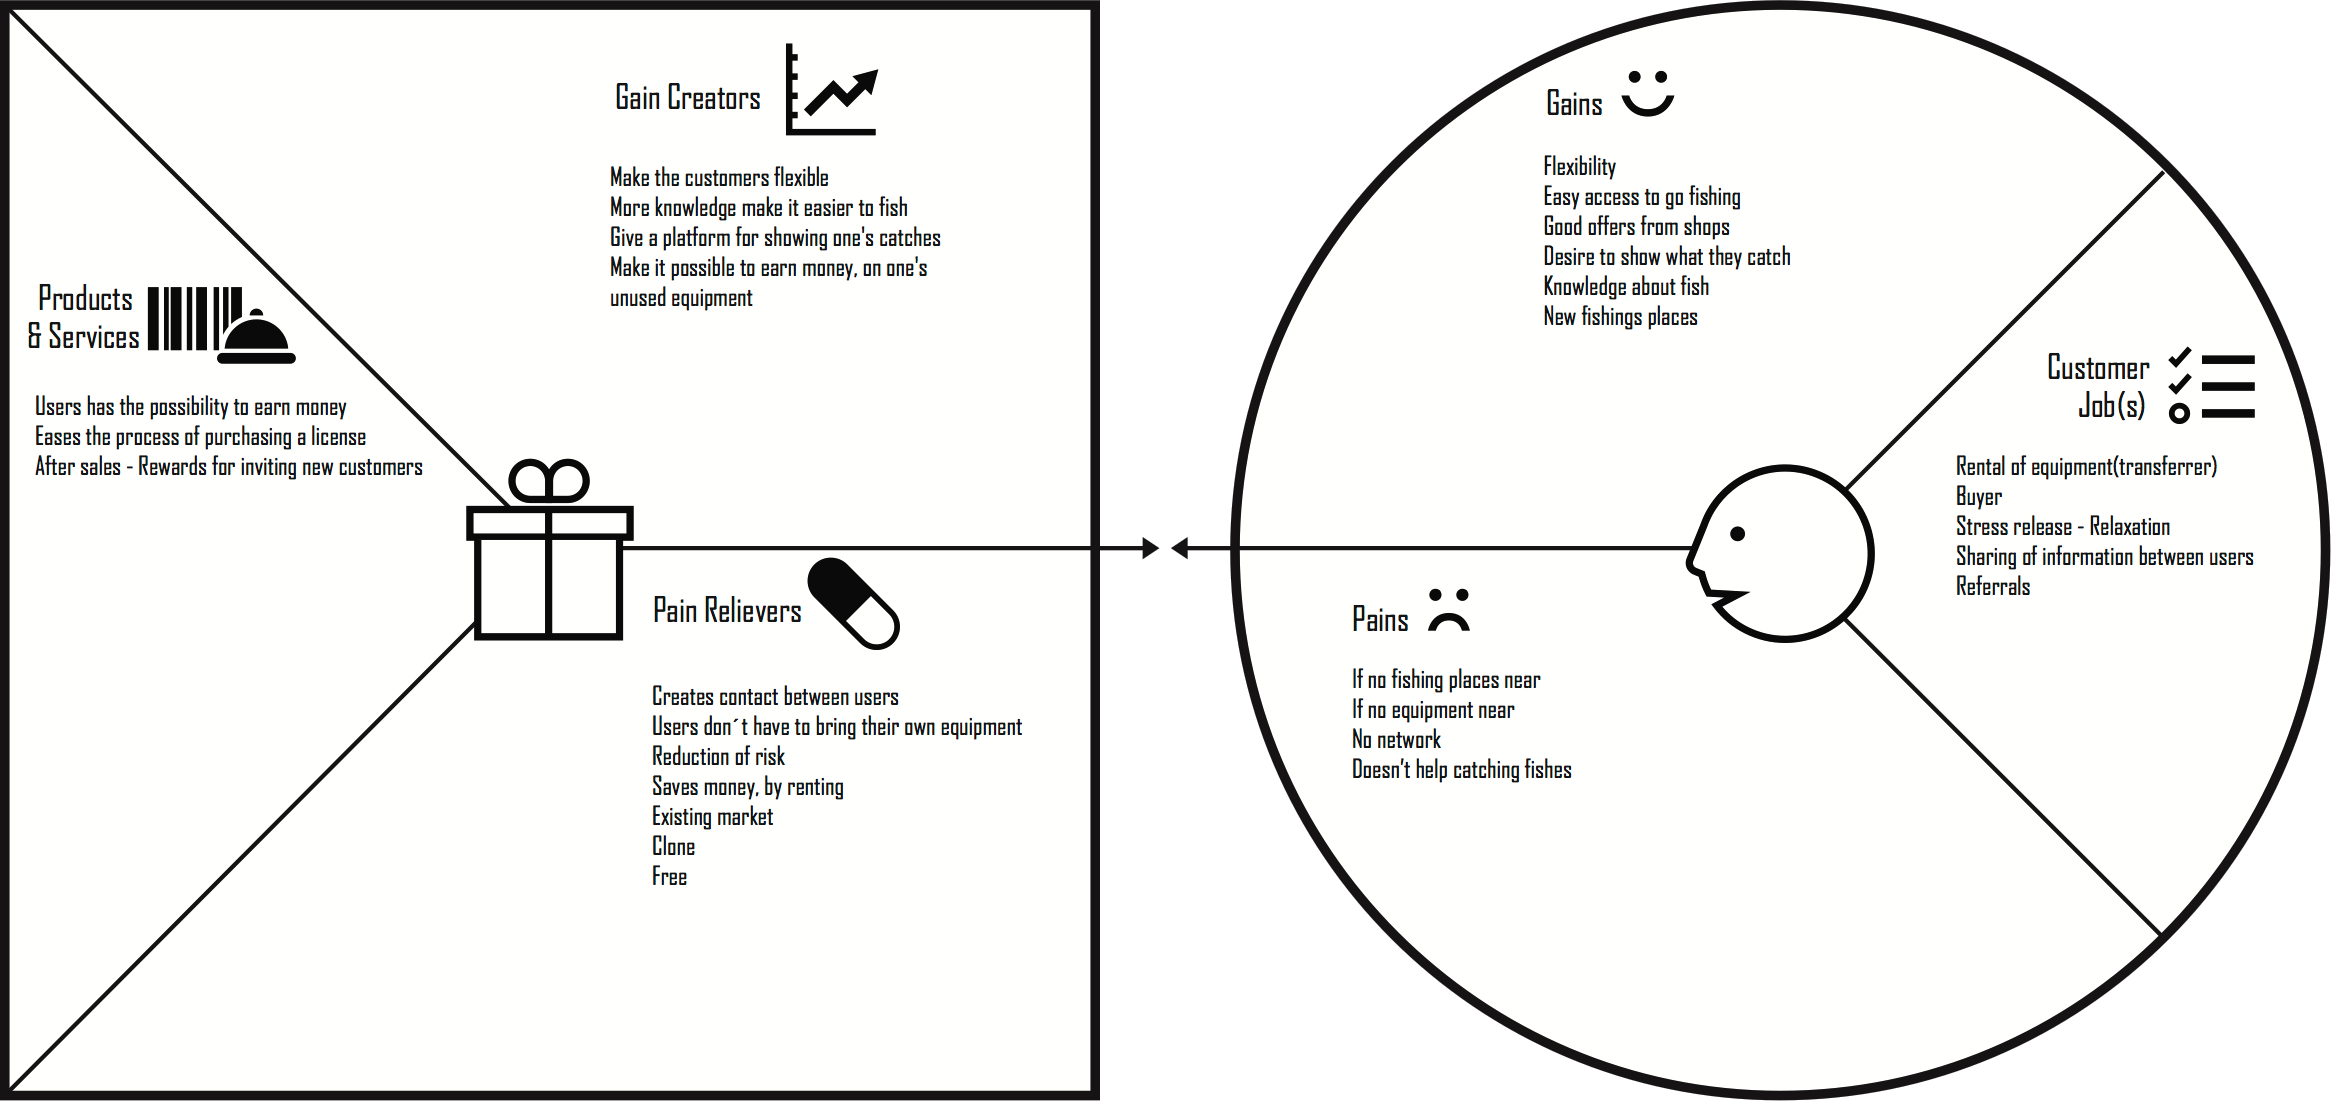 Gain Creators
Make the customers flexible
More knowledge make it easier to fish
Give a platform for showing one's catches
Make it possible to earn money, on one's
unused equipment
Products
& Services
Users has the possibility to earn money
Eases the process of purchasing a license
After sales - Rewards for inviting new customers
Pain Relievers
Creates contact between users
Users don´t have to bring their own equipment
Reduction of risk
Saves money, by renting
Existing market
Clone
Free
Gains
Flexibility
Easy access to go fishing
Good offers from shops
Desire to show what they catch
Knowledge about fish
New fishings places
Customer
Job(s)
Rental of equipment(transferrer)
Buyer
Stress release - Relaxation
Sharing of information between users
Referrals
Pains
If no fishing places near
If no equipment near
No network
Doesn't help catching fishes